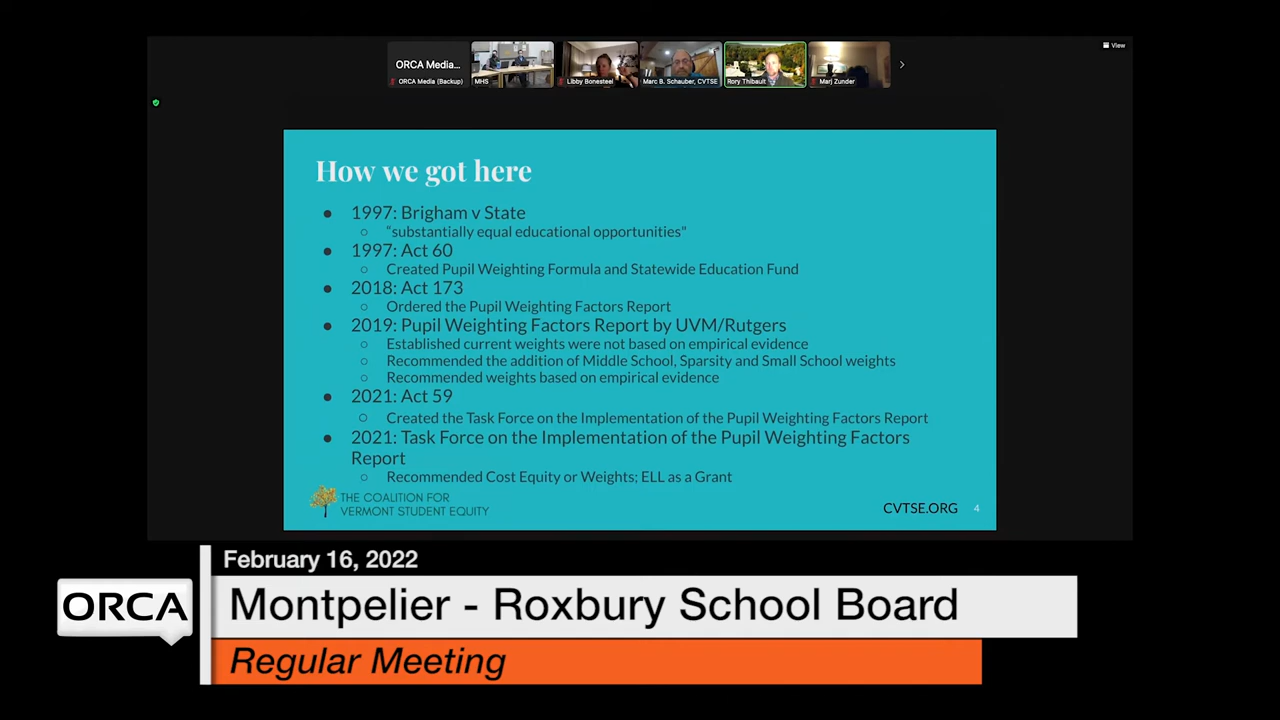 View
ORCA Media...
ORCA Media (Backup)
MHS
Libby Bonesteel
Marc B. Schauber, CVTSE
Rory Thibault
Marj Zunder
How we got here
• 1997: Brigham v State
○ “substantially equal educational opportunities”
• 1997: Act 60
○ Created Pupil Weighting Formula and Statewide Education Fund
• 2018: Act 173
○ Ordered the Pupil Weighting Factors Report
• 2019: Pupil Weighting Factors Report by UVM/Rutgers
○ Established current weights were not based on empirical evidence
○ Recommended the addition of Middle School, Sparsity and Small School weights
○ Recommended weights based on empirical evidence
• 2021: Act 59
○ Created the Task Force on the Implementation of the Pupil Weighting Factors Report
• 2021: Task Force on the Implementation of the Pupil Weighting Factors
Report
○ Recommended Cost Equity or Weights; ELL as a Grant
THE COALITION FOR
VERMONT STUDENT EQUITY
CVTSE.ORG 4
February 16, 2022
ORCA
Montpelier - Roxbury School Board
Regular Meeting